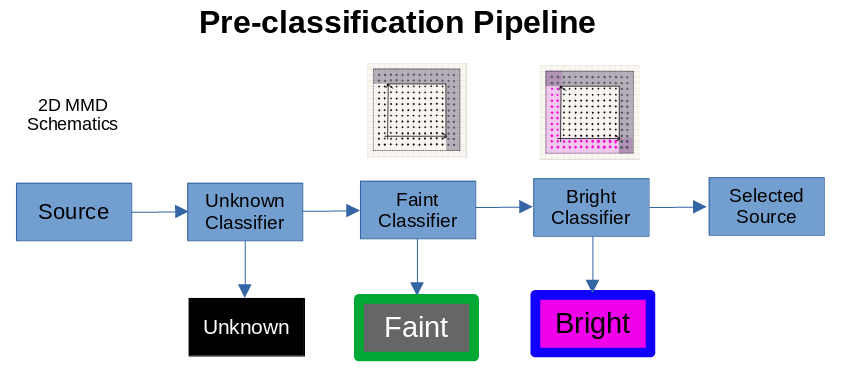 Pre-classification Pipeline
2D MMD
Schematics
Source
Unknown
Classifier
Faint
Classifier
Bright
Classifier
Selected
Source
Unknown
Faint
Bright